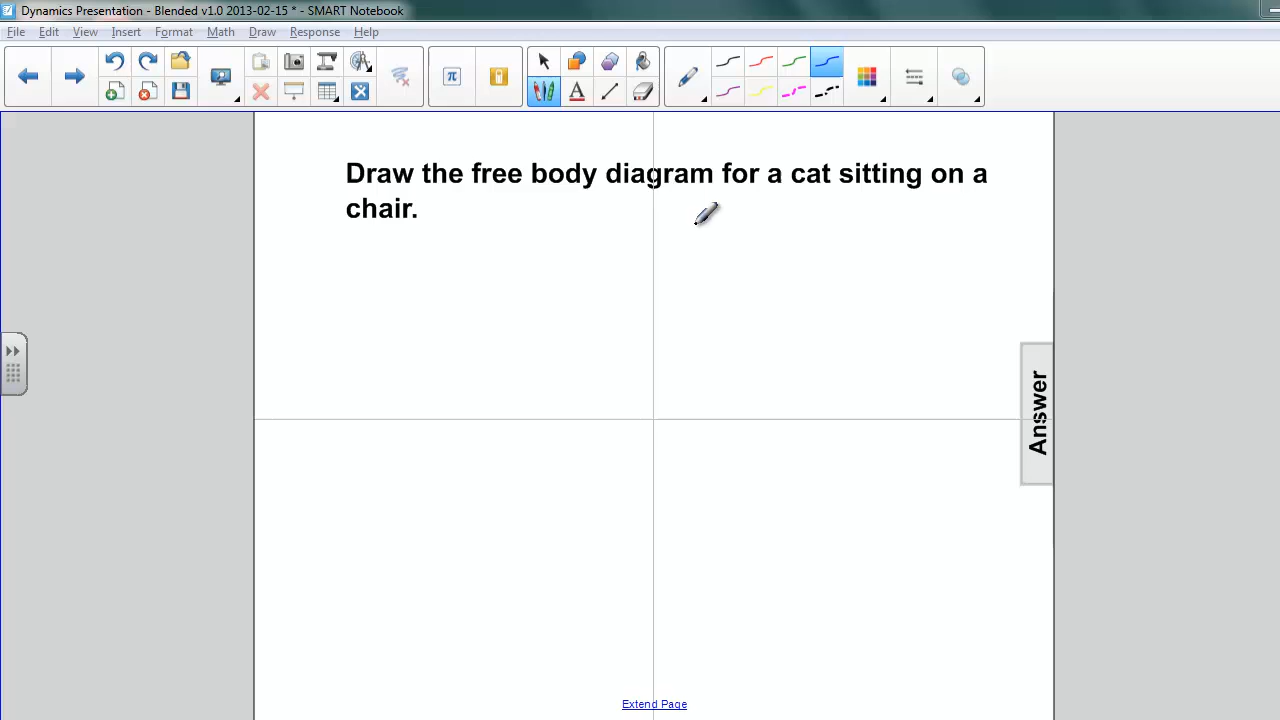 Dynamics Presentation - Blended v1.0 2013-02-15 * - SMART Notebook
File Edit View Insert Format Math Draw Response Help
π
A
Draw the free body diagram for a cat sitting on a
chair.
Answer
Extend Page